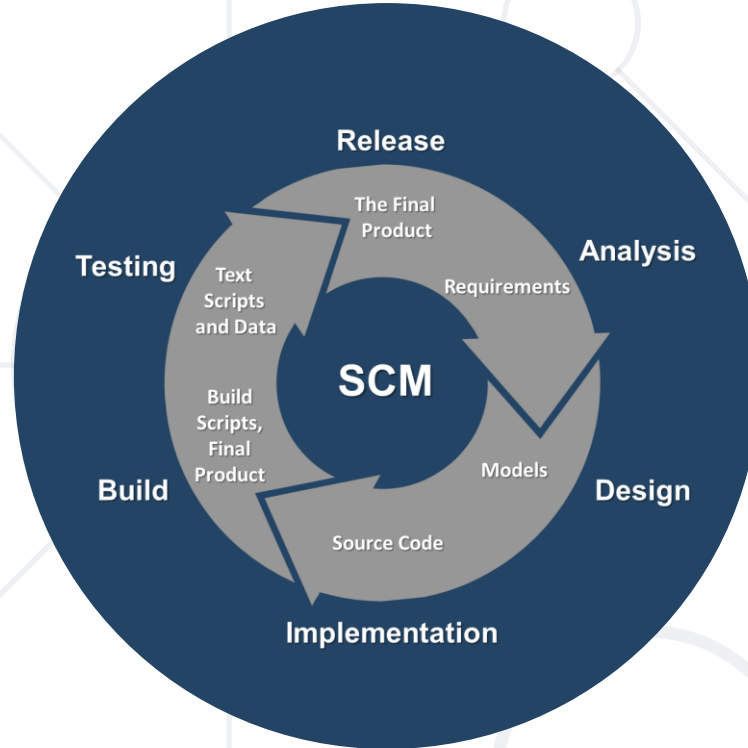 Release
The Final
Product
Analysis
Requirements
Testing
Text
Scripts
and Data
SCM
Build
Scripts,
Final
Product
Models
Build
Design
Source Code
Implementation